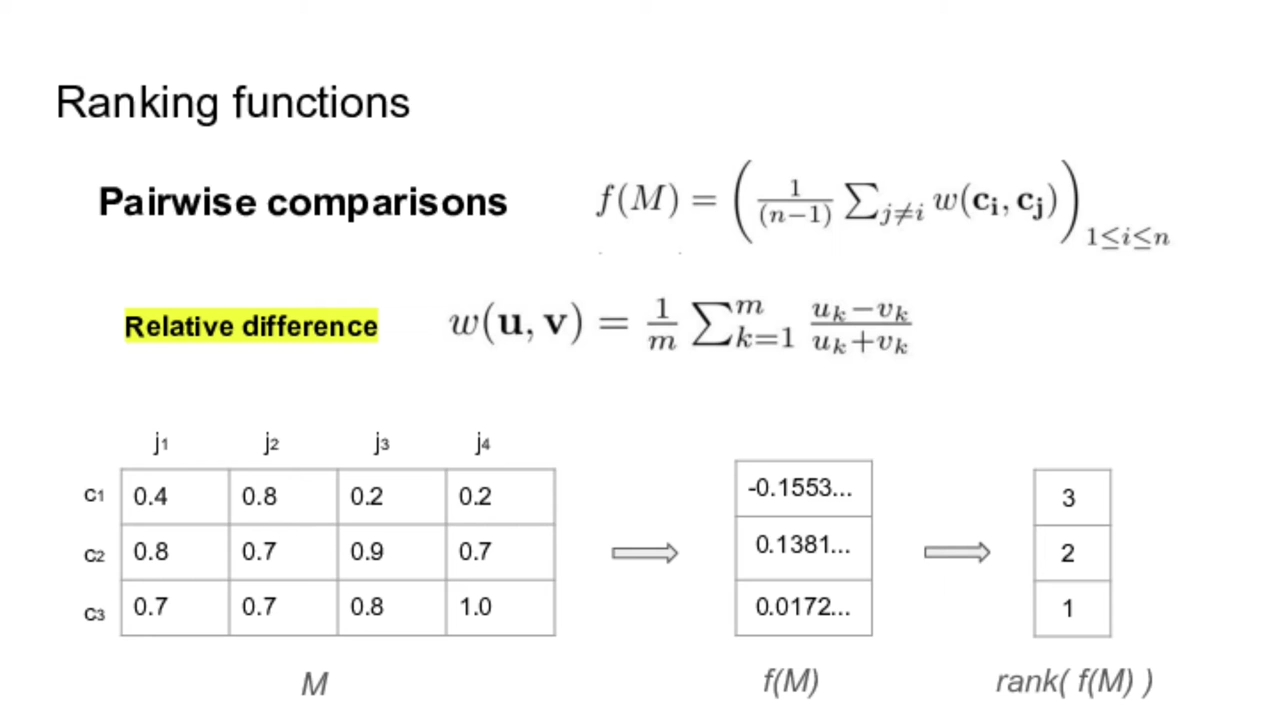 Ranking functions
Pairwise comparisons f(M) = ( 1/(n−1) ∑_{j≠i} w(c_i, c_j) )_{1≤i≤n}
Relative difference w(u, v) = 1/m ∑_{k=1}^{m} (u_k−v_k)/(u_k+v_k)
j1 j2 j3 j4
c1 0.4 0.8 0.2 0.2 -0.1553... 3
c2 0.8 0.7 0.9 0.7 0.1381... 2
c3 0.7 0.7 0.8 1.0 0.0172... 1
M f(M) rank( f(M) )